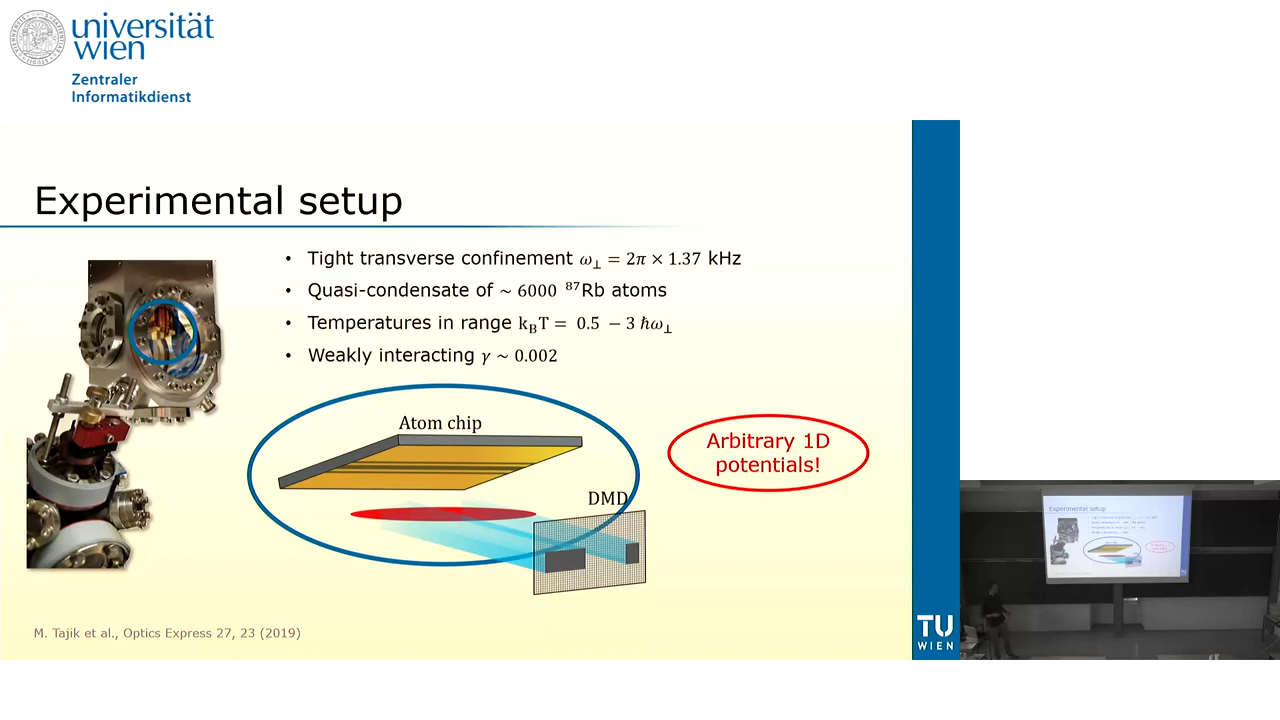 universität
wien
Zentraler
Informatikdienst
Experimental setup
• Tight transverse confinement ω⊥ = 2π × 1.37 kHz
• Quasi-condensate of ~ 6000 ⁸⁷Rb atoms
• Temperatures in range k_BT = 0.5 − 3 ħω⊥
• Weakly interacting γ ~ 0.002
Atom chip
DMD
Arbitrary 1D
potentials!
M. Tajik et al., Optics Express 27, 23 (2019)
TU
WIEN
Experimental setup